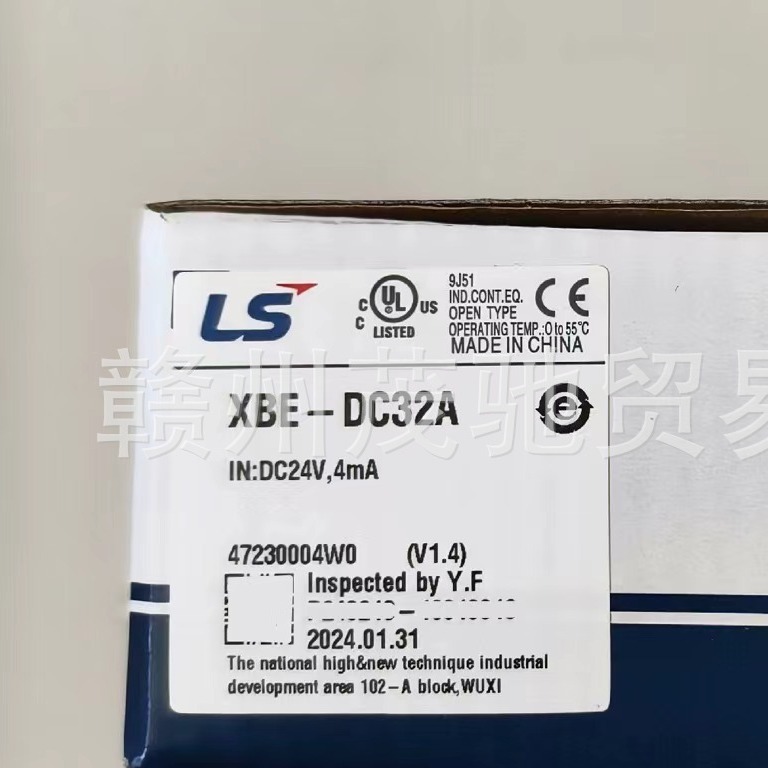 LS
C UL US
C LISTED
9J51
IND.CONT.EQ.
OPEN TYPE
OPERATING TEMP.:0 to 55℃
MADE IN CHINA
CE
赣州茂驰贸易
XBE-DC32A
IN:DC24V,4mA
47230004W0 (V1.4)
Inspected by Y.F
2024.01.31
The national high&new technique industrial
development area 102-A block,WUXI